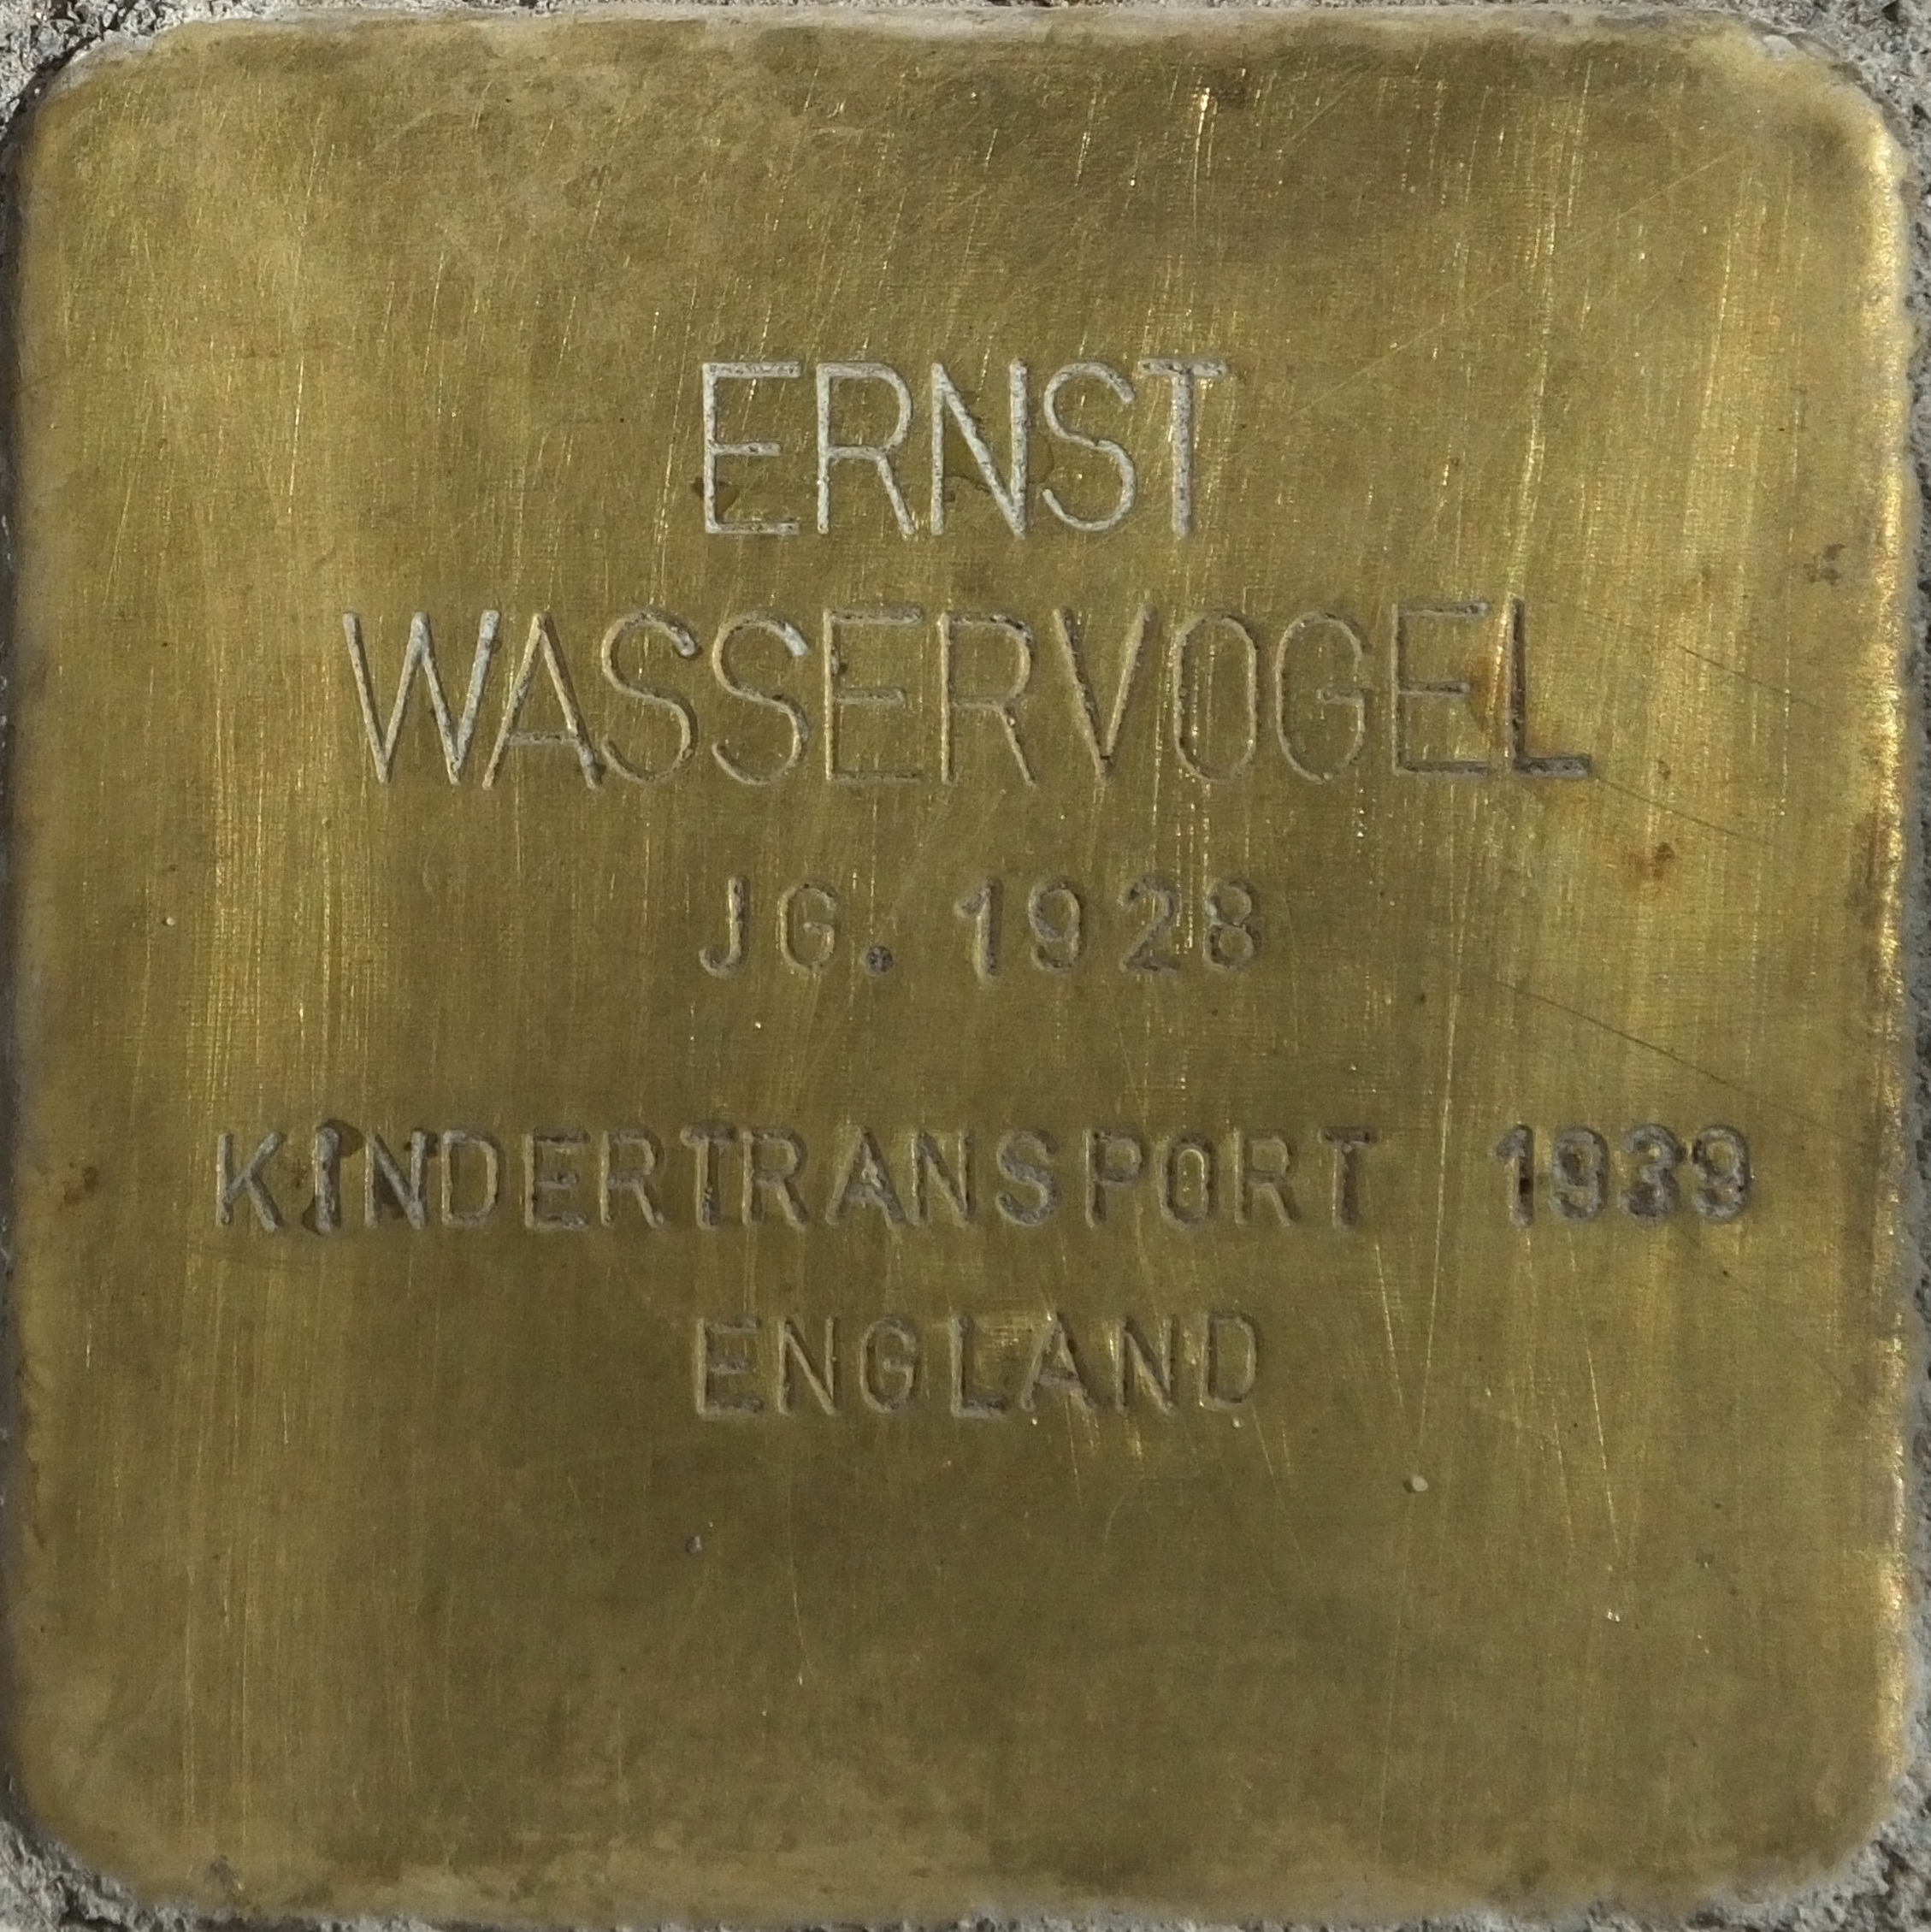 ERNST
WASSERVOGEL
JG. 1928
KINDERTRANSPORT 1939
ENGLAND